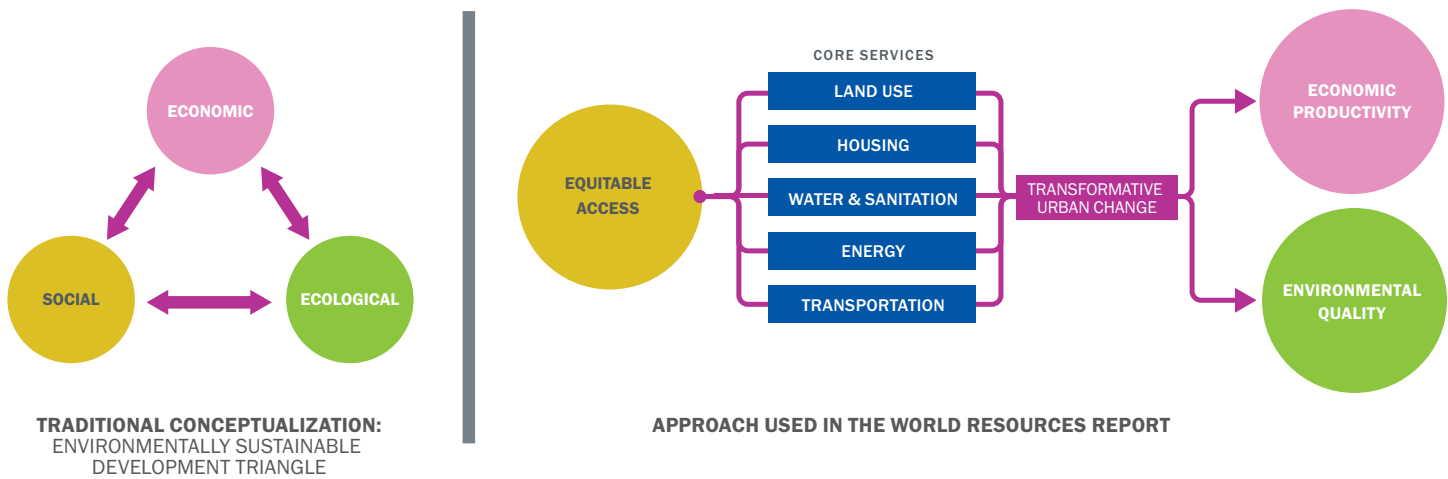 ECONOMIC
SOCIAL
ECOLOGICAL
TRADITIONAL CONCEPTUALIZATION:
ENVIRONMENTALLY SUSTAINABLE
DEVELOPMENT TRIANGLE
EQUITABLE
ACCESS
CORE SERVICES
LAND USE
HOUSING
WATER & SANITATION
ENERGY
TRANSPORTATION
TRANSFORMATIVE
URBAN CHANGE
ECONOMIC
PRODUCTIVITY
ENVIRONMENTAL
QUALITY
APPROACH USED IN THE WORLD RESOURCES REPORT